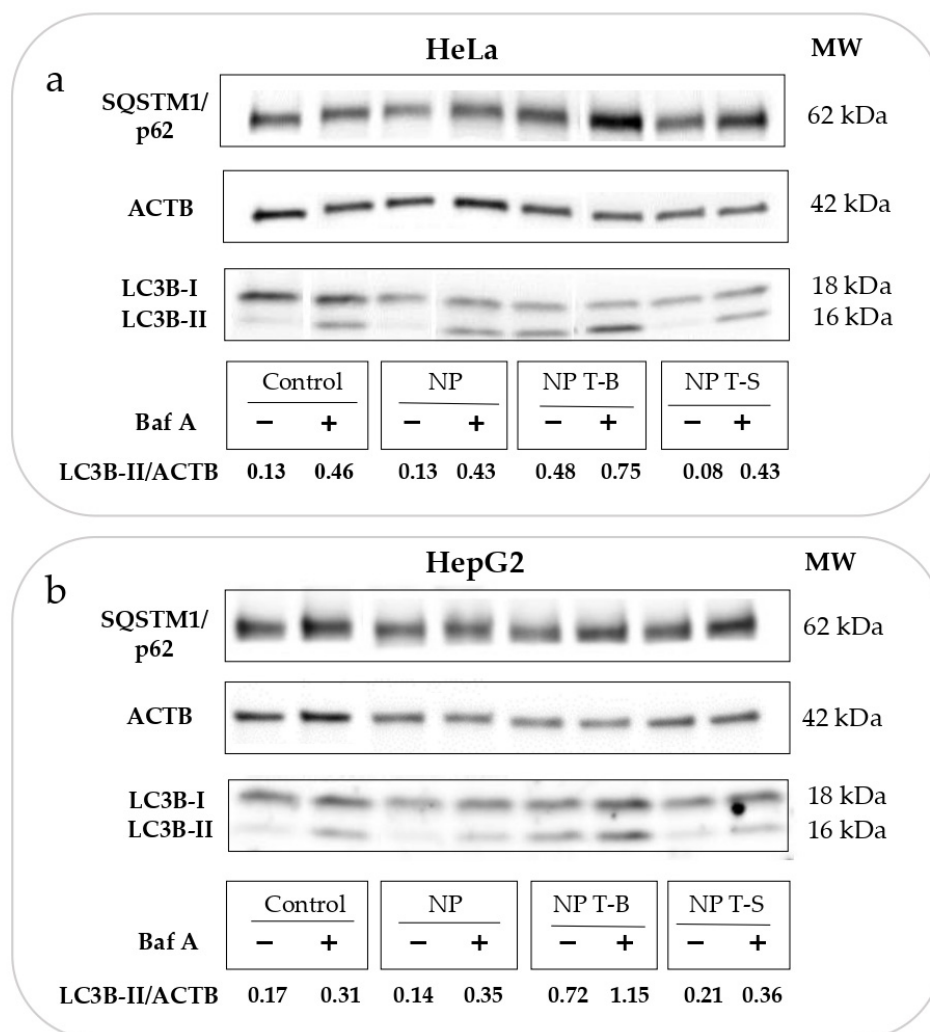 HeLa MW
a
SQSTM1/
p62 62 kDa
ACTB 42 kDa
LC3B-I 18 kDa
LC3B-II 16 kDa
Control NP NP T-B NP T-S
Baf A − + − + − + − +
LC3B-II/ACTB 0.13 0.46 0.13 0.43 0.48 0.75 0.08 0.43
HepG2 MW
b
SQSTM1/
p62 62 kDa
ACTB 42 kDa
LC3B-I 18 kDa
LC3B-II 16 kDa
Control NP NP T-B NP T-S
Baf A − + − + − + − +
LC3B-II/ACTB 0.17 0.31 0.14 0.35 0.72 1.15 0.21 0.36